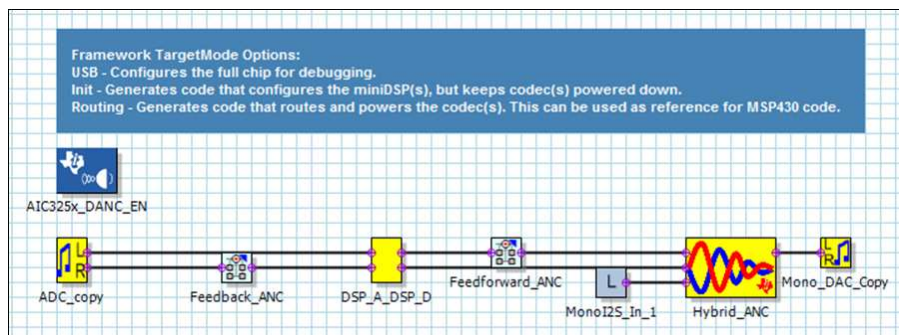 Framework TargetMode Options:
USB - Configures the full chip for debugging.
Init - Generates code that configures the miniDSP(s), but keeps codec(s) powered down.
Routing - Generates code that routes and powers the codec(s). This can be used as reference for MSP430 code.
AIC325x_DANC_EN
L
R
ADC_copy
Feedback_ANC
DSP_A_DSP_D
Feedforward_ANC
L
MonoI2S_In_1
Hybrid_ANC
L
R
Mono_DAC_Copy